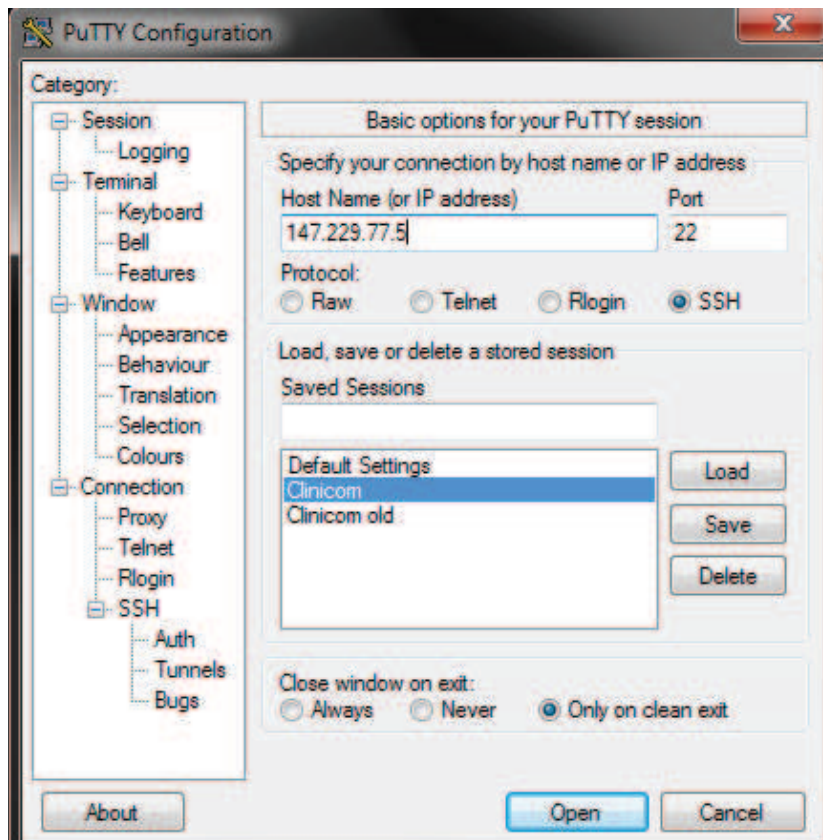 PuTTY Configuration
Category:
Session
Logging
Terminal
Keyboard
Bell
Features
Window
Appearance
Behaviour
Translation
Selection
Colours
Connection
Proxy
Telnet
Rlogin
SSH
Auth
Tunnels
Bugs
Basic options for your PuTTY session
Specify your connection by host name or IP address
Host Name (or IP address) Port
147.229.77.5 22
Protocol:
Raw Telnet Rlogin SSH
Load, save or delete a stored session
Saved Sessions
Default Settings
Clinicom
Clinicom old
Load
Save
Delete
Close window on exit:
Always Never Only on clean exit
About Open Cancel